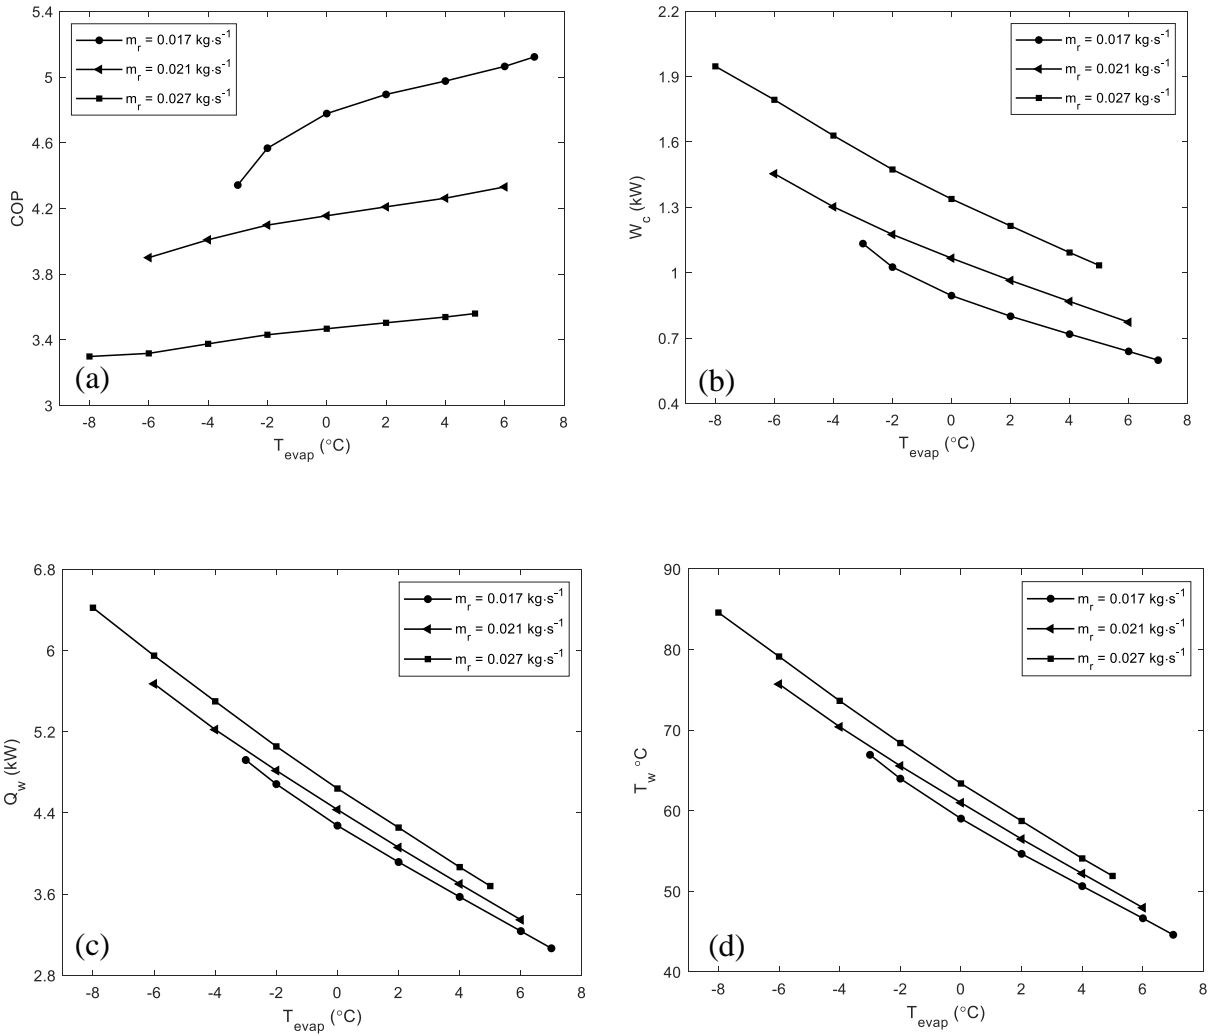 5.4
5
4.6
4.2
3.8
3.4
3
COP
m_r = 0.017 kg·s⁻¹
m_r = 0.021 kg·s⁻¹
m_r = 0.027 kg·s⁻¹
(a)
-8 -6 -4 -2 0 2 4 6 8
T_evap (°C)
2.2
1.9
1.6
1.3
1
0.7
0.4
W_c (kW)
m_r = 0.017 kg·s⁻¹
m_r = 0.021 kg·s⁻¹
m_r = 0.027 kg·s⁻¹
(b)
-8 -6 -4 -2 0 2 4 6 8
T_evap (°C)
6.8
6
5.2
4.4
3.6
2.8
Q_w (kW)
m_r = 0.017 kg·s⁻¹
m_r = 0.021 kg·s⁻¹
m_r = 0.027 kg·s⁻¹
(c)
-8 -6 -4 -2 0 2 4 6 8
T_evap (°C)
90
80
70
60
50
40
T_w °C
m_r = 0.017 kg·s⁻¹
m_r = 0.021 kg·s⁻¹
m_r = 0.027 kg·s⁻¹
(d)
-8 -6 -4 -2 0 2 4 6 8
T_evap (°C)